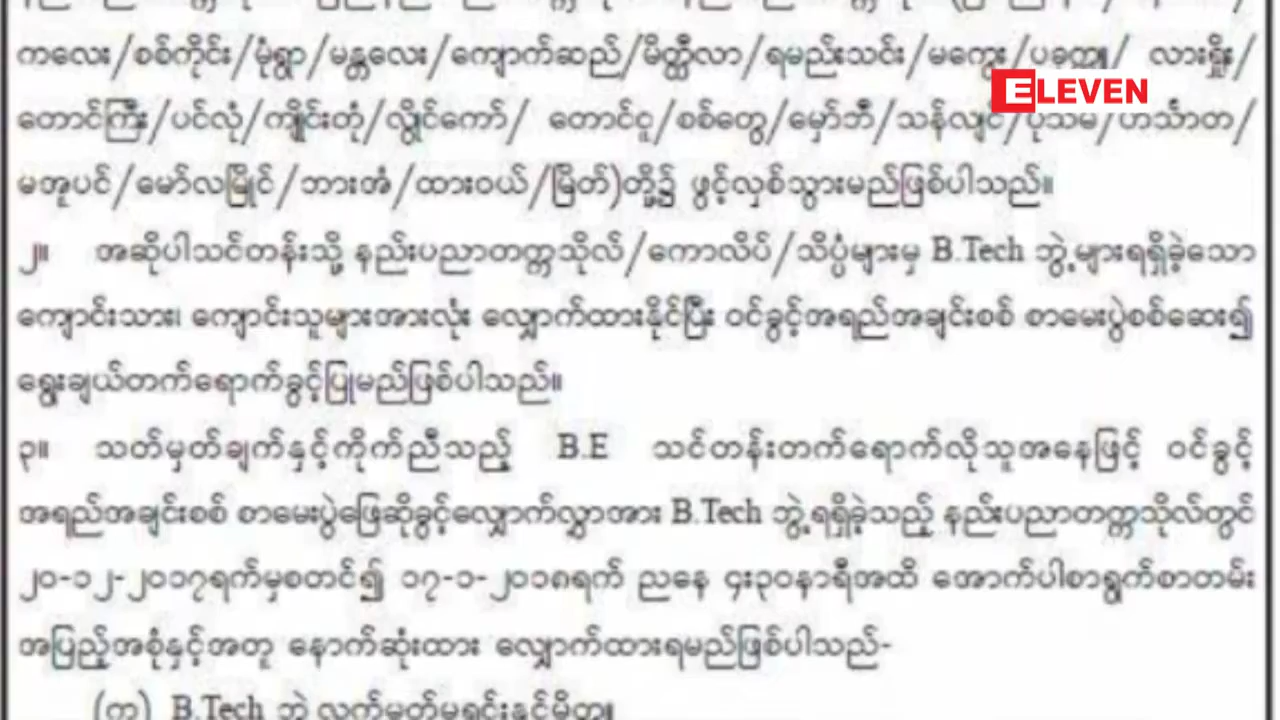 ကလေး/စစ်ကိုင်း/မုံရွာ/မန္တလေး/ကျောက်ဆည်/မိတ္ထီလာ/ရမည်းသင်း/မကွေး/ပခုက္ကူ/ လားရှိုး/
ELEVEN
တောင်ကြီး/ပင်လုံ/ကျိုင်းတုံ/လွိုင်ကော်/ တောင်ငူ/စစ်တွေ/မှော်ဘီ/သန်လျင်/ပုသိမ်/ဟင်္သာတ/
မအူပင်/မော်လမြိုင်/ဘားအံ/ထားဝယ်/မြိတ်)တို့၌ ဖွင့်လှစ်သွားမည်ဖြစ်ပါသည်။
၂။ အဆိုပါသင်တန်းသို့ နည်းပညာတက္ကသိုလ်/ကောလိပ်/သိပ္ပံများမှ B.Tech ဘွဲ့များရရှိခဲ့သော
ကျောင်းသား၊ ကျောင်းသူများအားလုံး လျှောက်ထားနိုင်ပြီး ဝင်ခွင့်အရည်အချင်းစစ် စာမေးပွဲစစ်ဆေး၍
ရွေးချယ်တက်ရောက်ခွင့်ပြုမည်ဖြစ်ပါသည်။
၃။ သတ်မှတ်ချက်နှင့်ကိုက်ညီသည့် B.E သင်တန်းတက်ရောက်လိုသူအနေဖြင့် ဝင်ခွင့်
အရည်အချင်းစစ် စာမေးပွဲဖြေဆိုခွင့်လျှောက်လွှာအား B.Tech ဘွဲ့ရရှိခဲ့သည့် နည်းပညာတက္ကသိုလ်တွင်
၂၀-၁၂-၂၀၁၇ရက်မှစတင်၍ ၁၇-၁-၂၀၁၈ရက် ညနေ ၄း၃၀နာရီအထိ အောက်ပါစာရွက်စာတမ်း
အပြည့်အစုံနှင့်အတူ နောက်ဆုံးထား လျှောက်ထားရမည်ဖြစ်ပါသည်-
(က) B.Tech ဘွဲ့လက်မှတ်မူရင်းနှင့်မိတ္တူ